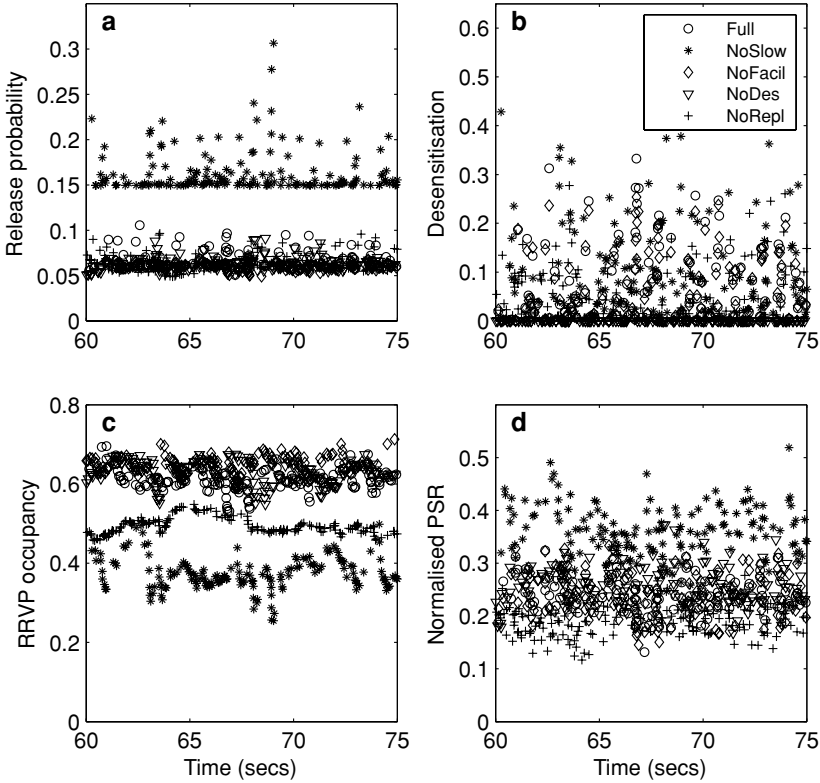 a
Release probability
0.3
0.25
0.2
0.15
0.1
0.05
0
60
65
70
75
b
Full
NoSlow
NoFacil
NoDes
NoRepl
Desensitisation
0.6
0.5
0.4
0.3
0.2
0.1
0
60
65
70
75
c
RRVP occupancy
0.8
0.6
0.4
0.2
0
60
65
70
75
Time (secs)
d
Normalised PSR
0.5
0.4
0.3
0.2
0.1
0
60
65
70
75
Time (secs)